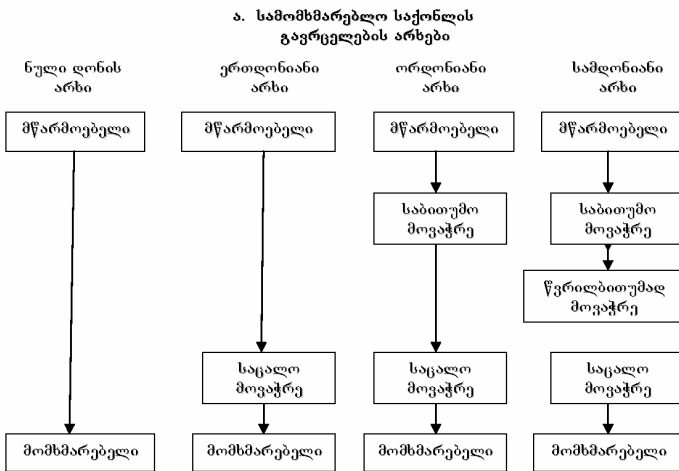 ა. სამომხმარებლო საქონლის
გავრცელების არხები
ნული დონის
არხი
ერთდონიანი
არხი
ორდონიანი
არხი
სამდონიანი
არხი
მწარმოებელი
მწარმოებელი
მწარმოებელი
მწარმოებელი
საბითუმო
მოვაჭრე
საბითუმო
მოვაჭრე
წვრილბითუმად
მოვაჭრე
საცალო
მოვაჭრე
საცალო
მოვაჭრე
საცალო
მოვაჭრე
მომხმარებელი
მომხმარებელი
მომხმარებელი
მომხმარებელი